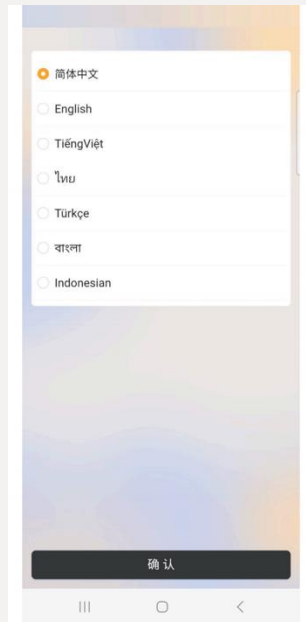 简体中文
English
TiếngViệt
ไทย
Türkçe
বাংলা
Indonesian
确 认